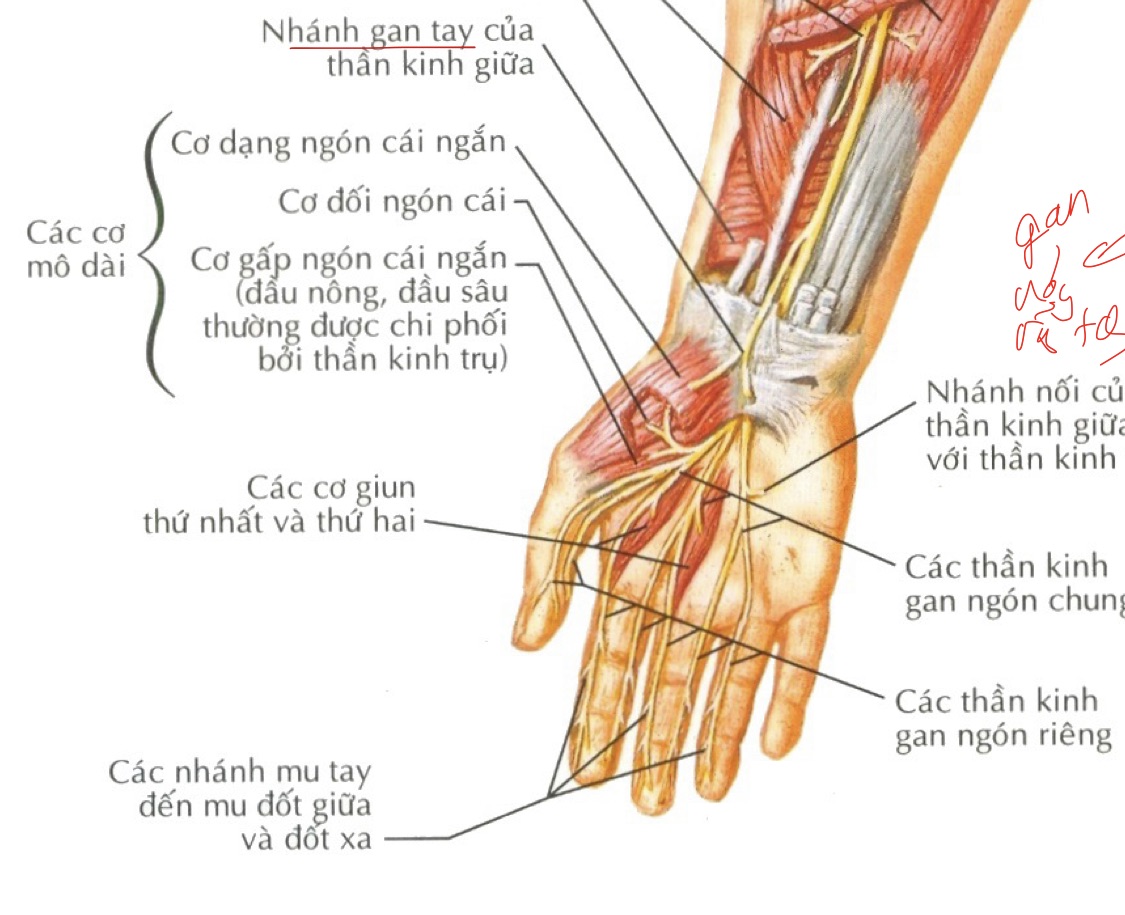 Nhánh gan tay của
thần kinh giữa
Cơ dạng ngón cái ngắn
Cơ đối ngón cái
Các cơ
mô dài
Cơ gấp ngón cái ngắn
(đầu nông, đầu sâu
thường được chi phối
bởi thần kinh trụ)
gan
Nhánh nối
thần kinh
với thần kinh
Các cơ giun
thứ nhất và thứ hai
Các thần kinh
gan ngón chung
Các thần kinh
gan ngón riêng
Các nhánh mu tay
đến mu đốt giữa
và đốt xa